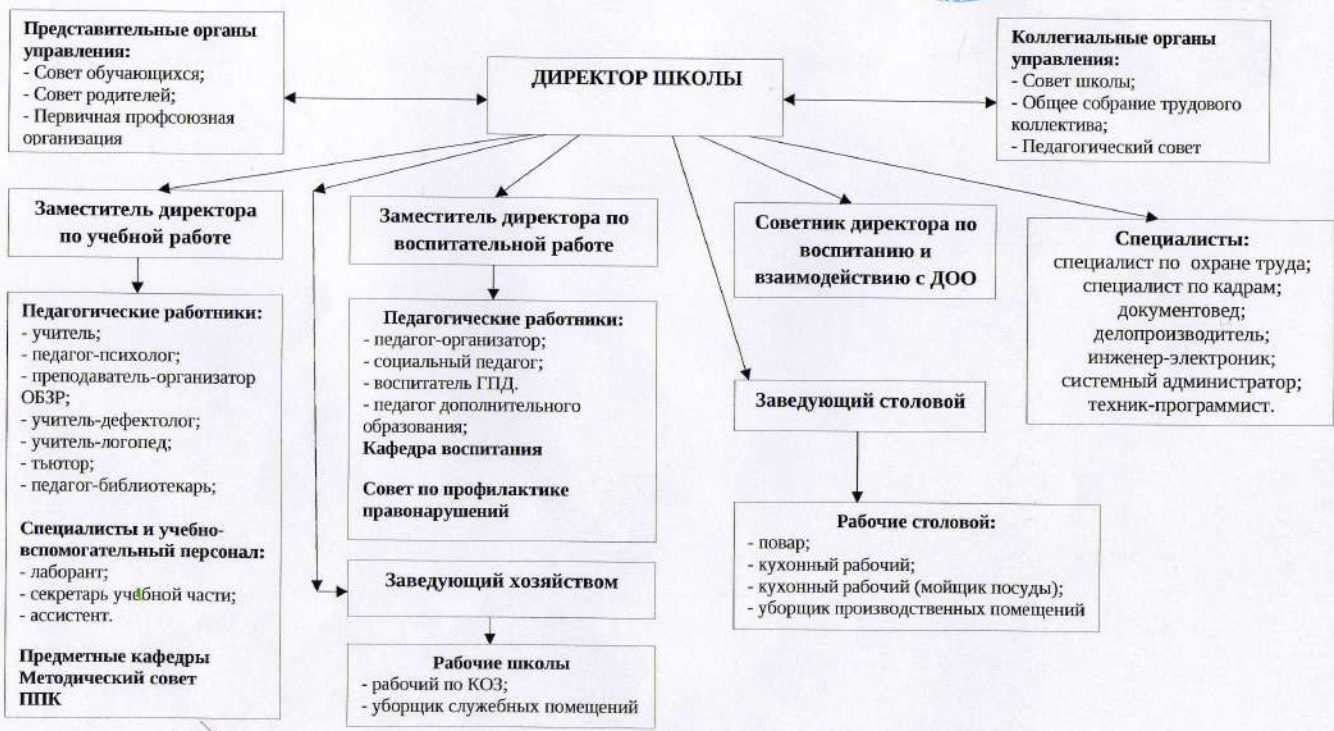 Представительные органы
управления:
- Совет обучающихся;
- Совет родителей;
- Первичная профсоюзная
организация
ДИРЕКТОР ШКОЛЫ
Коллегиальные органы
управления:
- Совет школы;
- Общее собрание трудового
коллектива;
- Педагогический совет
Заместитель директора
по учебной работе
Заместитель директора по
воспитательной работе
Советник директора по
воспитанию и
взаимодействию с ДОО
Специалисты:
специалист по охране труда;
специалист по кадрам;
документовед;
делопроизводитель;
инженер-электроник;
системный администратор;
техник-программист.
Педагогические работники:
- учитель;
- педагог-психолог;
- преподаватель-организатор
ОБЗР;
- учитель-дефектолог;
- учитель-логопед;
- тьютор;
- педагог-библиотекарь;
Специалисты и учебно-
вспомогательный персонал:
- лаборант;
- секретарь учебной части;
- ассистент.
Предметные кафедры
Методический совет
ППК
Педагогические работники:
- педагог-организатор;
- социальный педагог;
- воспитатель ГПД.
- педагог дополнительного
образования;
Кафедра воспитания
Совет по профилактике
правонарушений
Заведующий хозяйством
Рабочие школы
- рабочий по КОЗ;
- уборщик служебных помещений
Заведующий столовой
Рабочие столовой:
- повар;
- кухонный рабочий;
- кухонный рабочий (мойщик посуды);
- уборщик производственных помещений